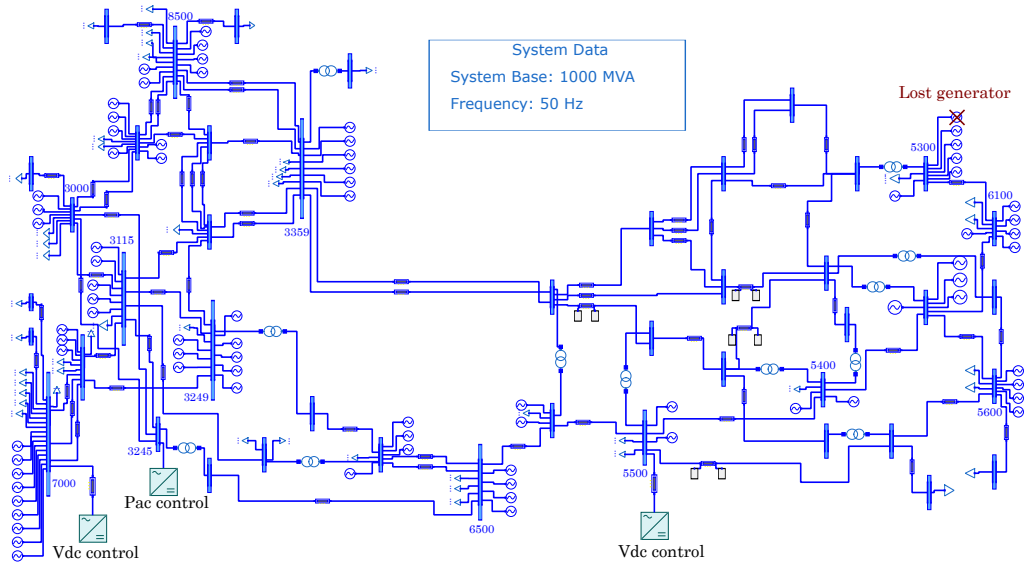 8500
System Data
System Base: 1000 MVA
Frequency: 50 Hz
Lost generator
5300
3000
6100
3359
3115
5400
3249
5600
3245
5500
7000
Pac control
6500
Vdc control
Vdc control